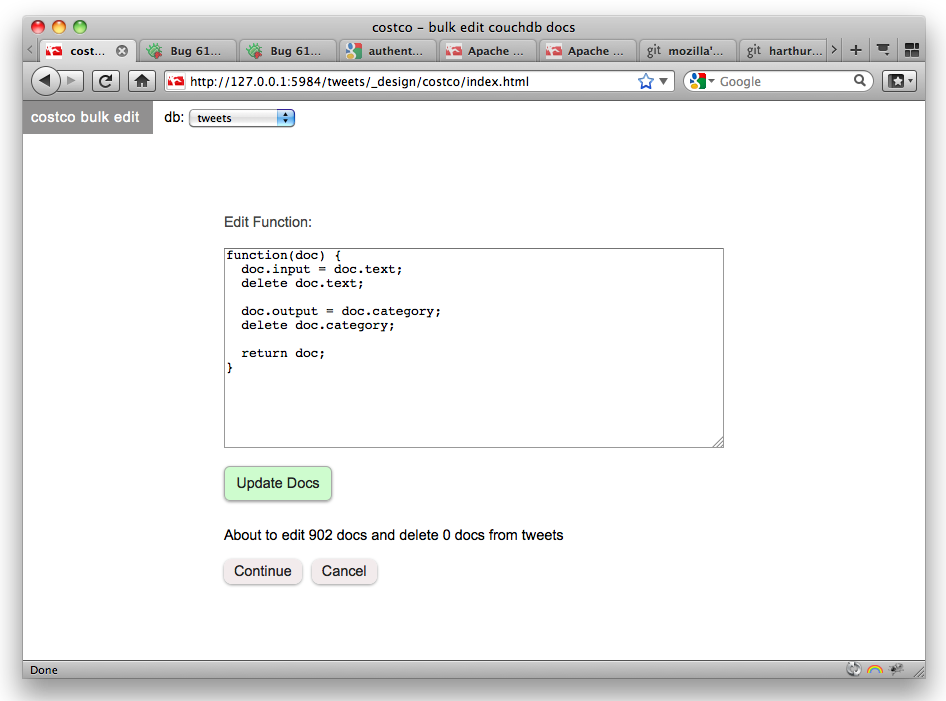 costco – bulk edit couchdb docs
cost...
Bug 61...
Bug 61...
authent...
Apache ...
Apache ...
git mozilla'...
git harthur...
http://127.0.0.1:5984/tweets/_design/costco/index.html
Google
costco bulk edit
db: tweets
Edit Function:
function(doc) {
  doc.input = doc.text;
  delete doc.text;
  doc.output = doc.category;
  delete doc.category;
  return doc;
}
Update Docs
About to edit 902 docs and delete 0 docs from tweets
Continue
Cancel
Done